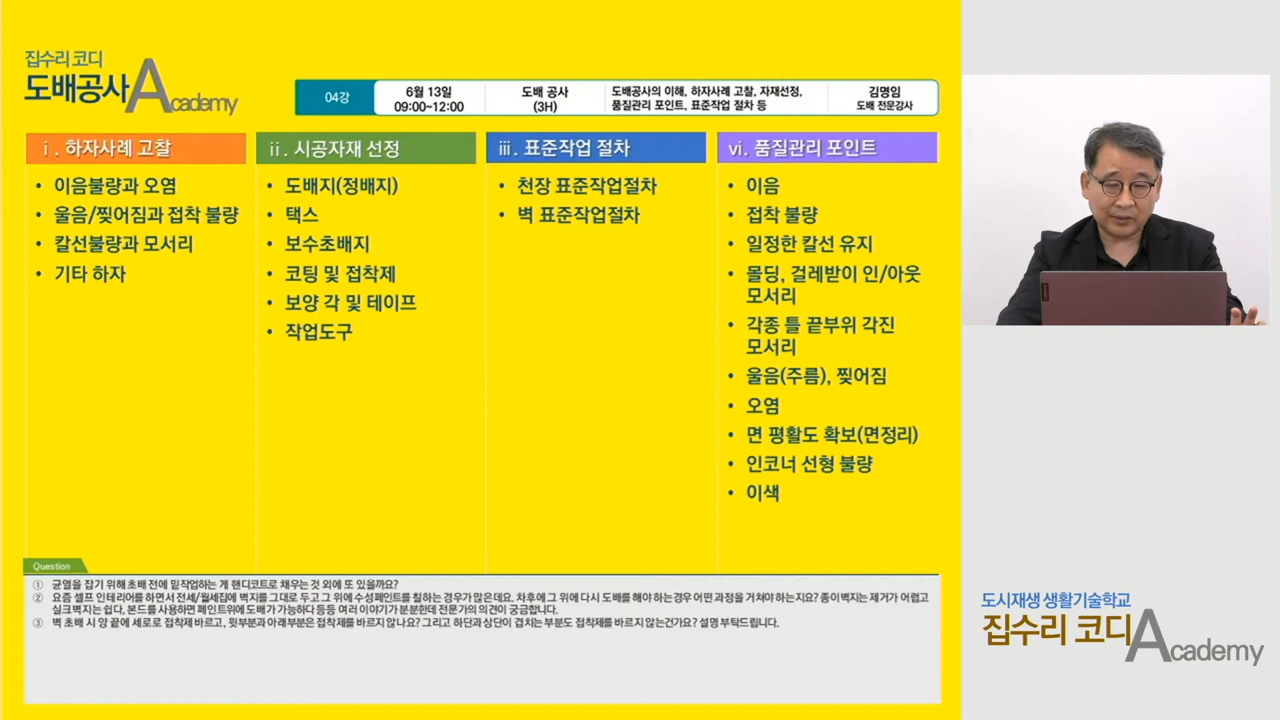 집수리 코디
도배공사 Academy
04강
6월 13일
09:00~12:00
도배 공사
(3H)
도배공사의 이해, 하자사례 고찰, 자재선정,
품질관리 포인트, 표준작업 절차 등
김명임
도배 전문강사
ⅰ. 하자사례 고찰
• 이음불량과 오염
• 울음/찢어짐과 접착 불량
• 칼선불량과 모서리
• 기타 하자
ⅱ. 시공자재 선정
• 도배지(정배지)
• 택스
• 보수초배지
• 코팅 및 접착제
• 보양 각 및 테이프
• 작업도구
ⅲ. 표준작업 절차
• 천장 표준작업절차
• 벽 표준작업절차
ⅵ. 품질관리 포인트
• 이음
• 접착 불량
• 일정한 칼선 유지
• 몰딩, 걸레받이 인/아웃
모서리
• 각종 틀 끝부위 각진
모서리
• 울음(주름), 찢어짐
• 오염
• 면 평활도 확보(면정리)
• 인코너 선형 불량
• 이색
Question
① 균열을 잡기 위해 초배 전에 밑작업하는 게 핸디코트로 채우는 것 외에 또 있을까요?
② 요즘 셀프 인테리어를 하면서 전세/월세집에 벽지를 그대로 두고 그 위에 수성페인트를 칠하는 경우가 많은데요. 차후에 그 위에 다시 도배를 해야 하는경우 어떤 과정을 거쳐야 하는지요? 종이 벽지는 제거가 어렵고
실크벽지는 쉽다. 본드를 사용하면 페인트위에 도배가 가능하다 등등 여러 이야기가 분분한데 전문가의 의견이 궁금합니다.
③ 벽 초배 시 양 끝에 세로로 접착제 바르고, 윗부분과 아래부분은 접착제를 바르지 않나요? 그리고 하단과 상단이 겹치는 부분도 접착제를 바르지 않는건가요? 설명 부탁드립니다.
도시재생 생활기술학교
집수리 코디 Academy